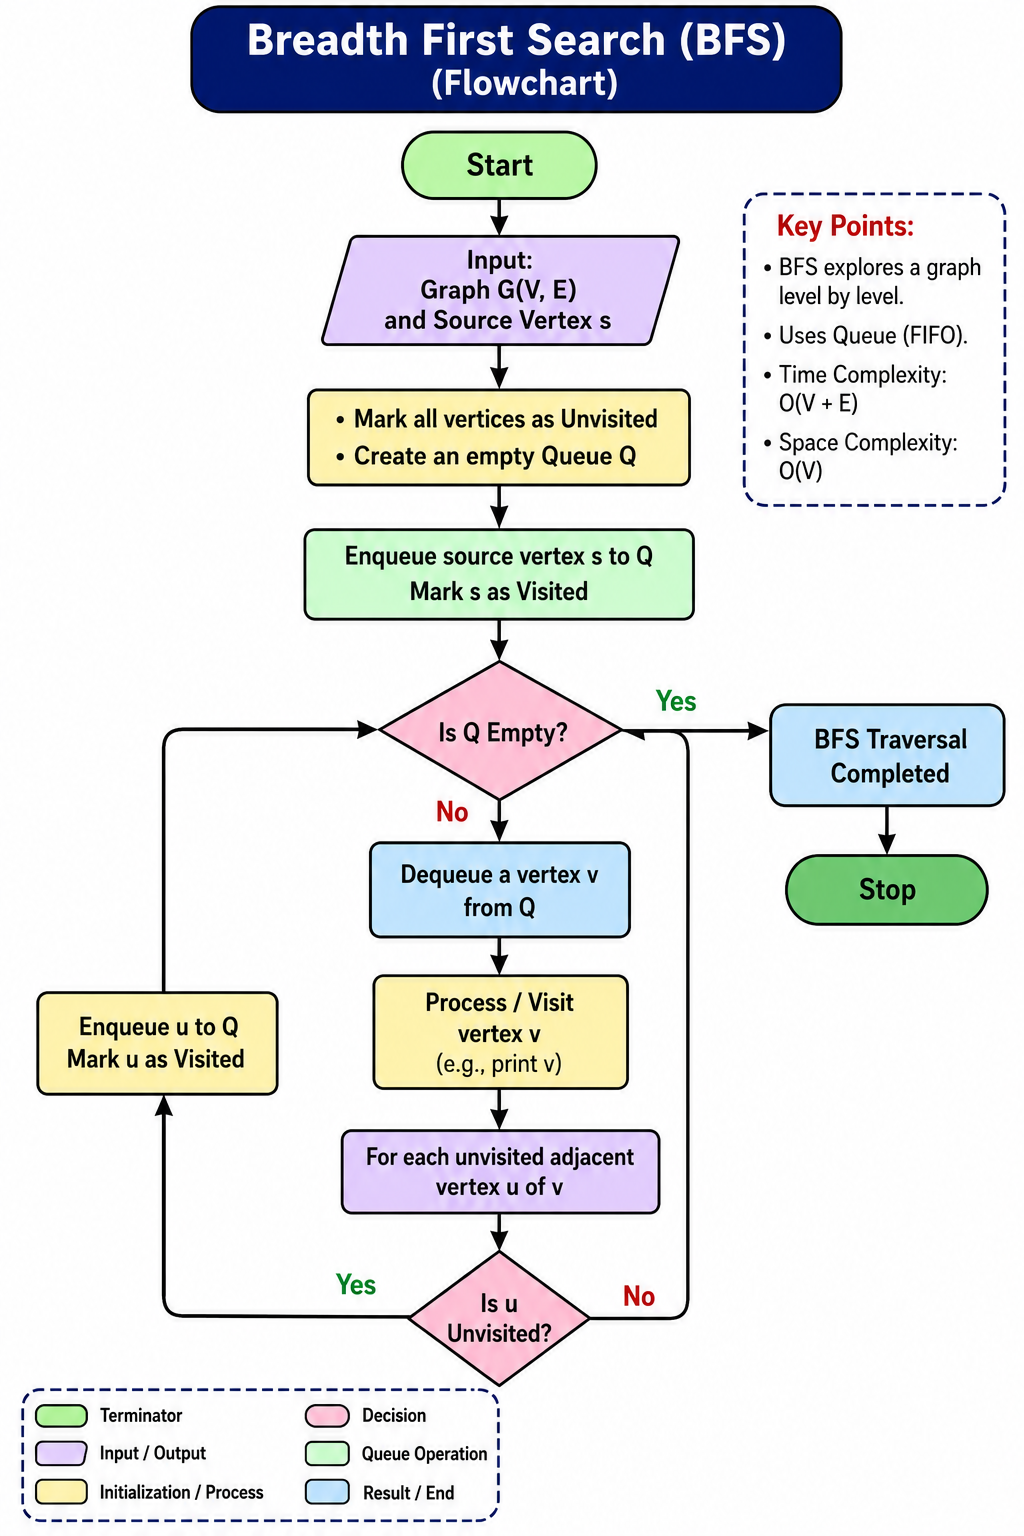 Breadth First Search (BFS)
(Flowchart)
Start
Input:
Graph G(V, E)
and Source Vertex s
• Mark all vertices as Unvisited
• Create an empty Queue Q
Enqueue source vertex s to Q
Mark s as Visited
Is Q Empty?
Yes
BFS Traversal
Completed
Stop
No
Dequeue a vertex v
from Q
Process / Visit
vertex v
(e.g., print v)
For each unvisited adjacent
vertex u of v
Is u
Unvisited?
Yes
No
Enqueue u to Q
Mark u as Visited
Key Points:
• BFS explores a graph
level by level.
• Uses Queue (FIFO).
• Time Complexity:
O(V + E)
• Space Complexity:
O(V)
Terminator
Input / Output
Initialization / Process
Decision
Queue Operation
Result / End